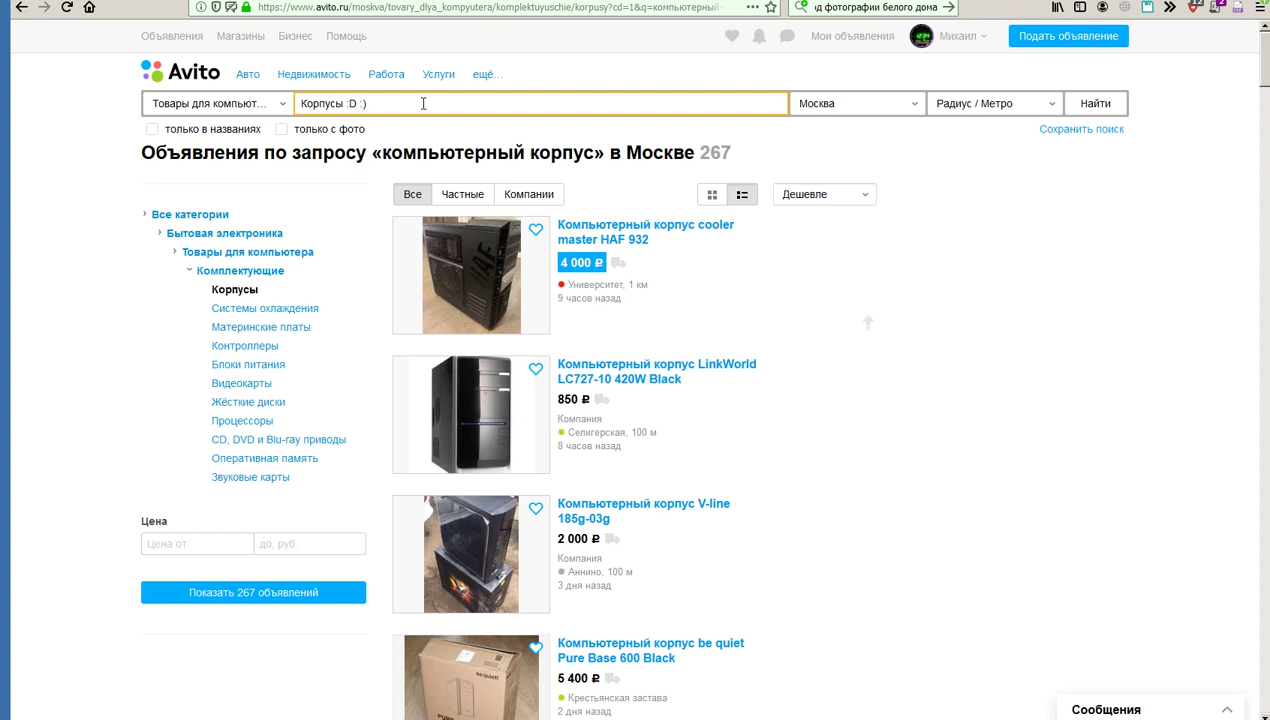 https://www.avito.ru/moskva/tovary_dlya_kompyutera/komplektuyuschie/korpusy?cd=1&q=компьютерный
д фотографии белого дома
Объявления Магазины Бизнес Помощь
Мои объявления Михаил Подать объявление
Avito Авто Недвижимость Работа Услуги ещё...
Товары для компьют... Корпусы :D :) Москва Радиус / Метро Найти
только в названиях только с фото Сохранить поиск
Объявления по запросу «компьютерный корпус» в Москве 267
Все Частные Компании Дешевле
Все категории
Бытовая электроника
Товары для компьютера
Комплектующие
Корпусы
Системы охлаждения
Материнские платы
Контроллеры
Блоки питания
Видеокарты
Жёсткие диски
Процессоры
CD, DVD и Blu-ray приводы
Оперативная память
Звуковые карты
Цена
Цена от до, руб.
Показать 267 объявлений
Компьютерный корпус cooler
master HAF 932
4 000 ₽
Университет, 1 км
9 часов назад
HAF
Компьютерный корпус LinkWorld
LC727-10 420W Black
850 ₽
Компания
Селигерская, 100 м
8 часов назад
Компьютерный корпус V-line
185g-03g
2 000 ₽
Компания
Аннино, 100 м
3 дня назад
Компьютерный корпус be quiet
Pure Base 600 Black
5 400 ₽
Крестьянская застава
2 дня назад
be quiet!
Сообщения